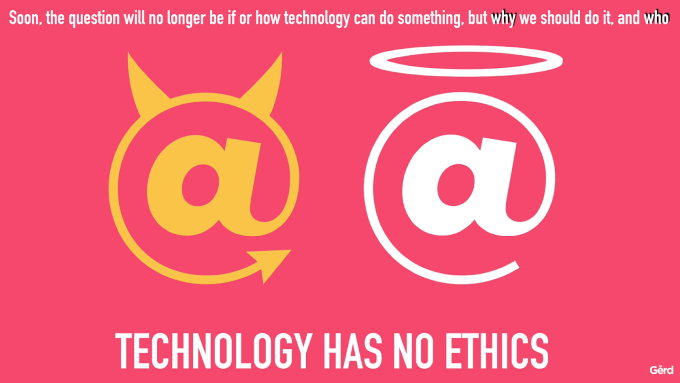 Soon, the question will no longer be if or how technology can do something, but why we should do it, and who
@ @
TECHNOLOGY HAS NO ETHICS
Gerd